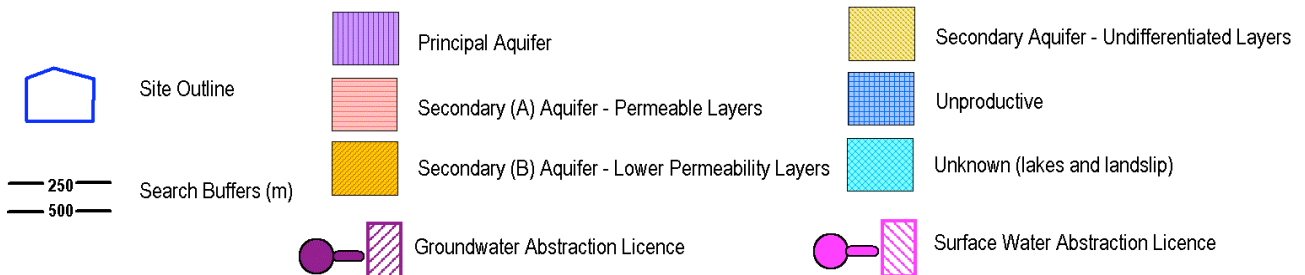 Site Outline
250
500
Search Buffers (m)
Principal Aquifer
Secondary (A) Aquifer - Permeable Layers
Secondary (B) Aquifer - Lower Permeability Layers
Groundwater Abstraction Licence
Secondary Aquifer - Undifferentiated Layers
Unproductive
Unknown (lakes and landslip)
Surface Water Abstraction Licence